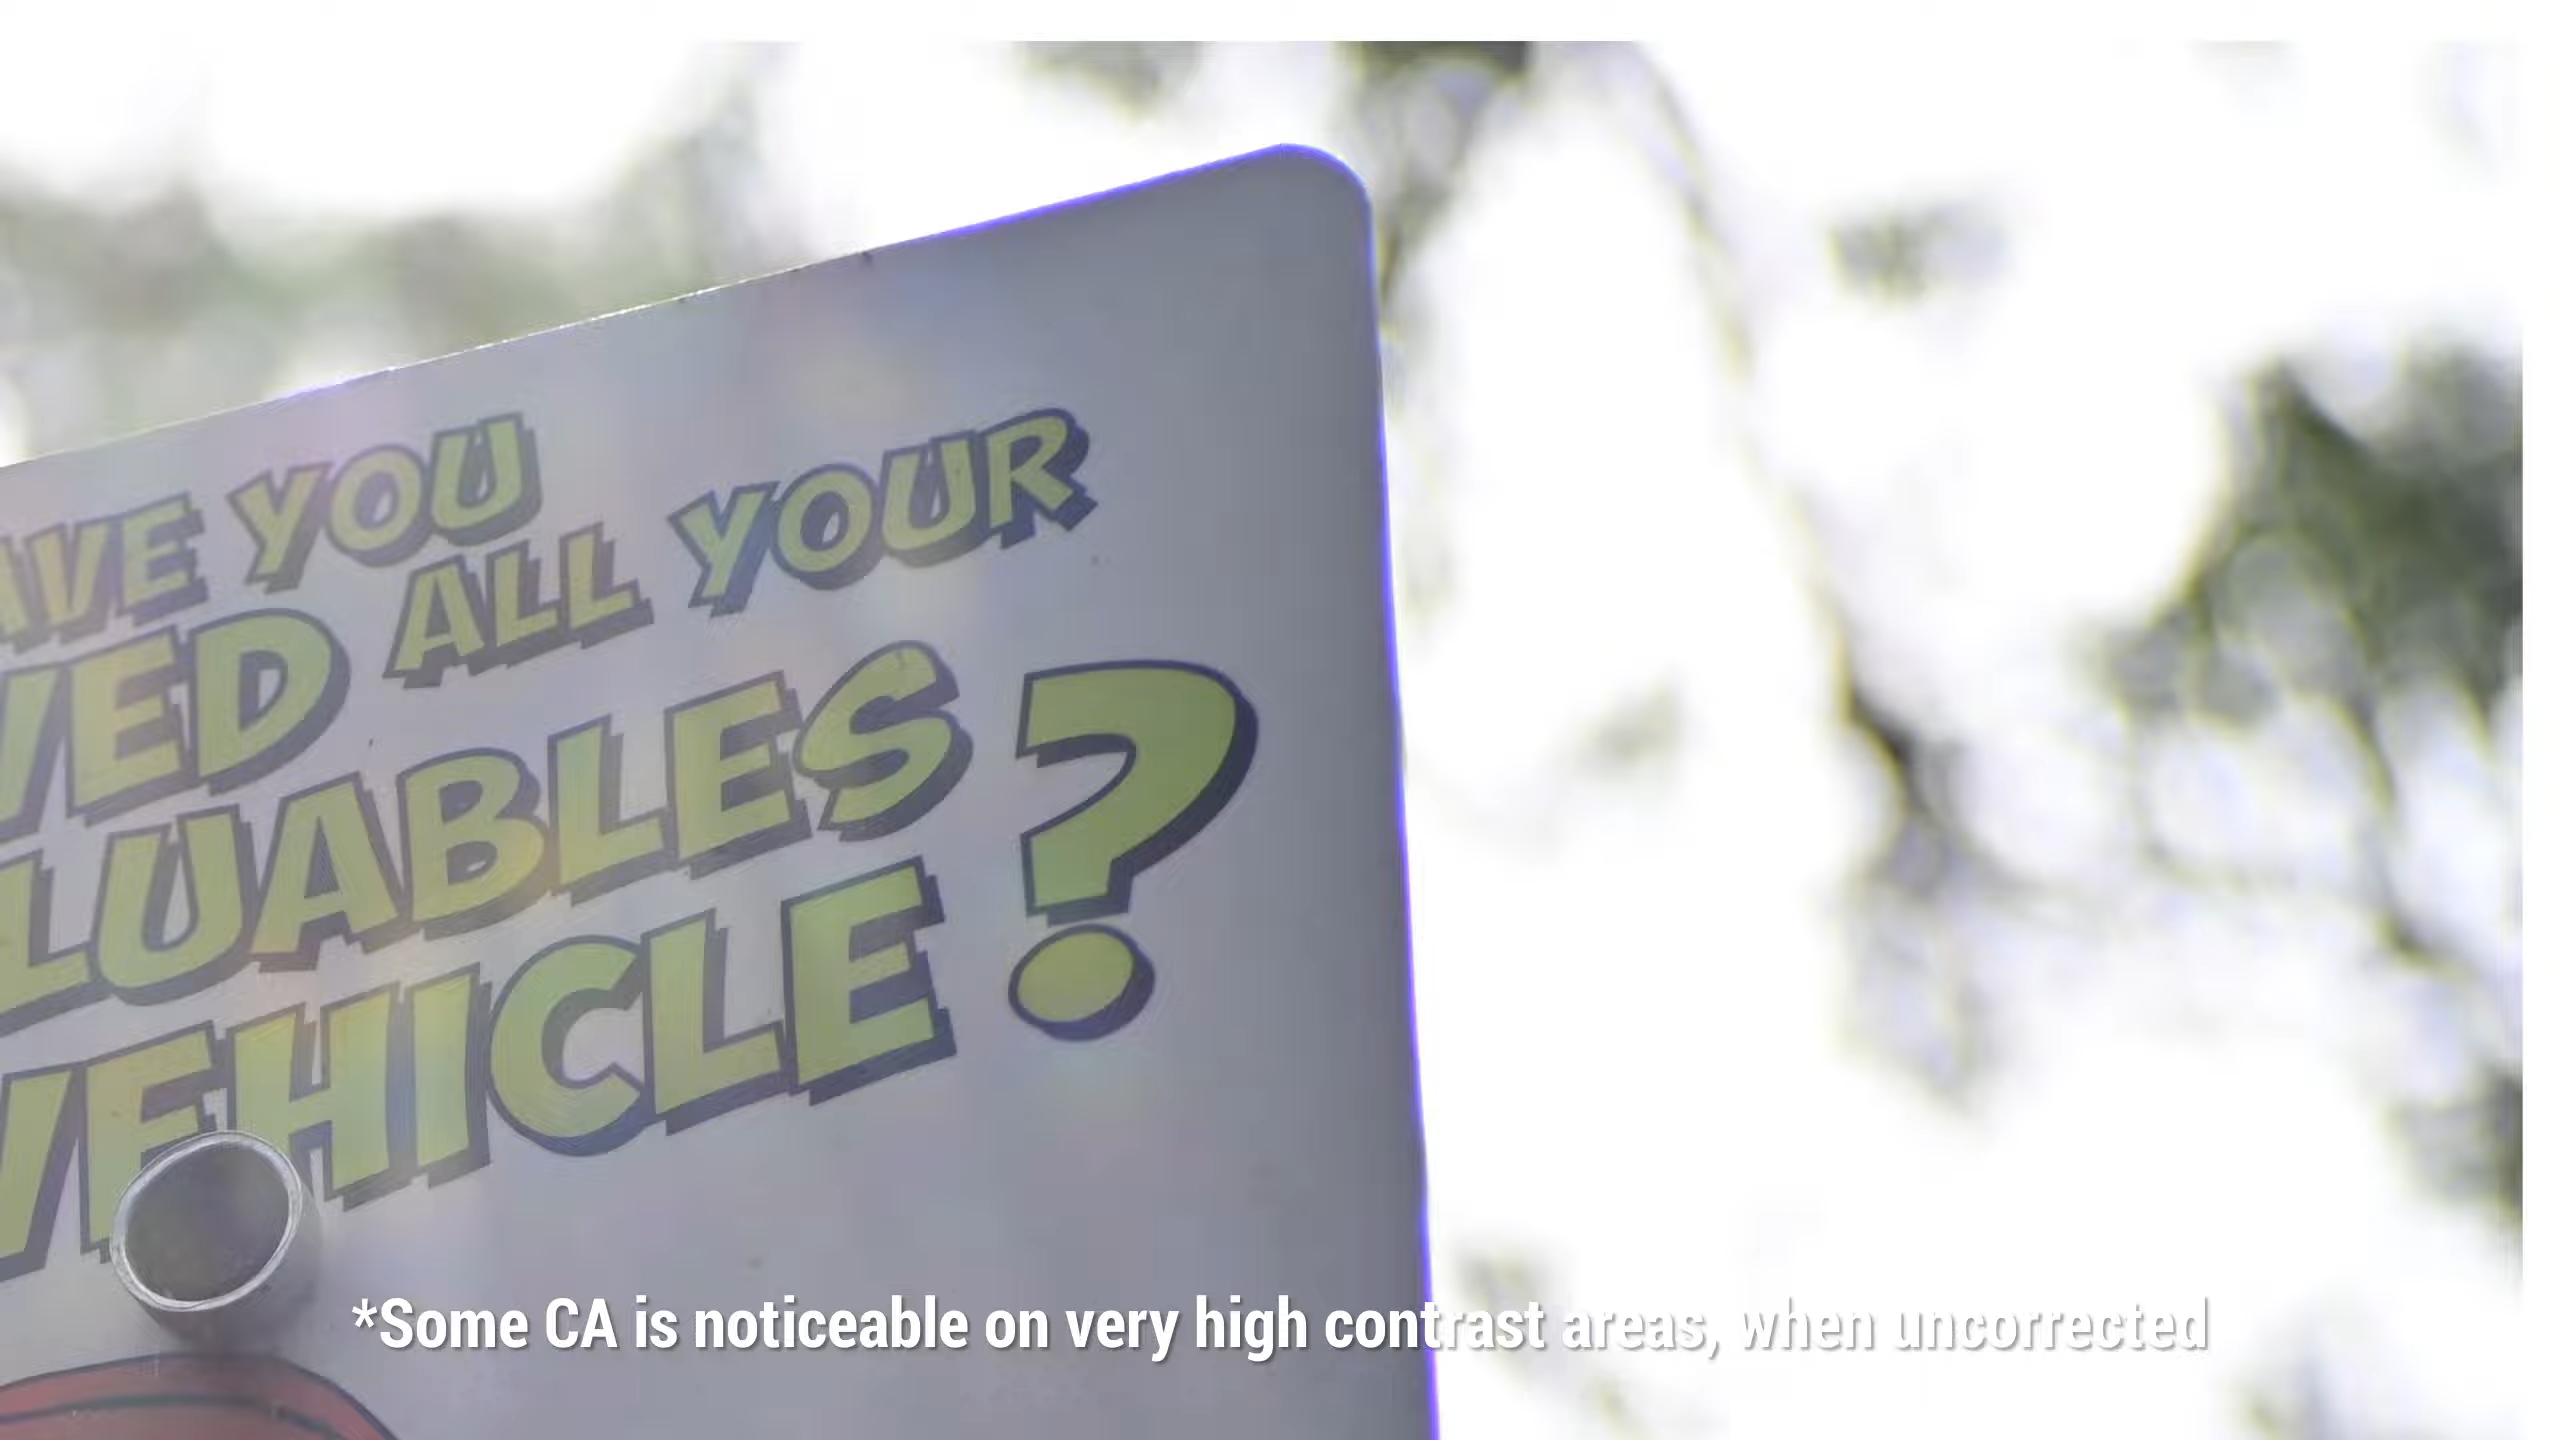 AVE YOU
VED ALL YOUR
LUABLES
VEHICLE?
*Some CA is noticeable on very high contrast areas, when uncorrected